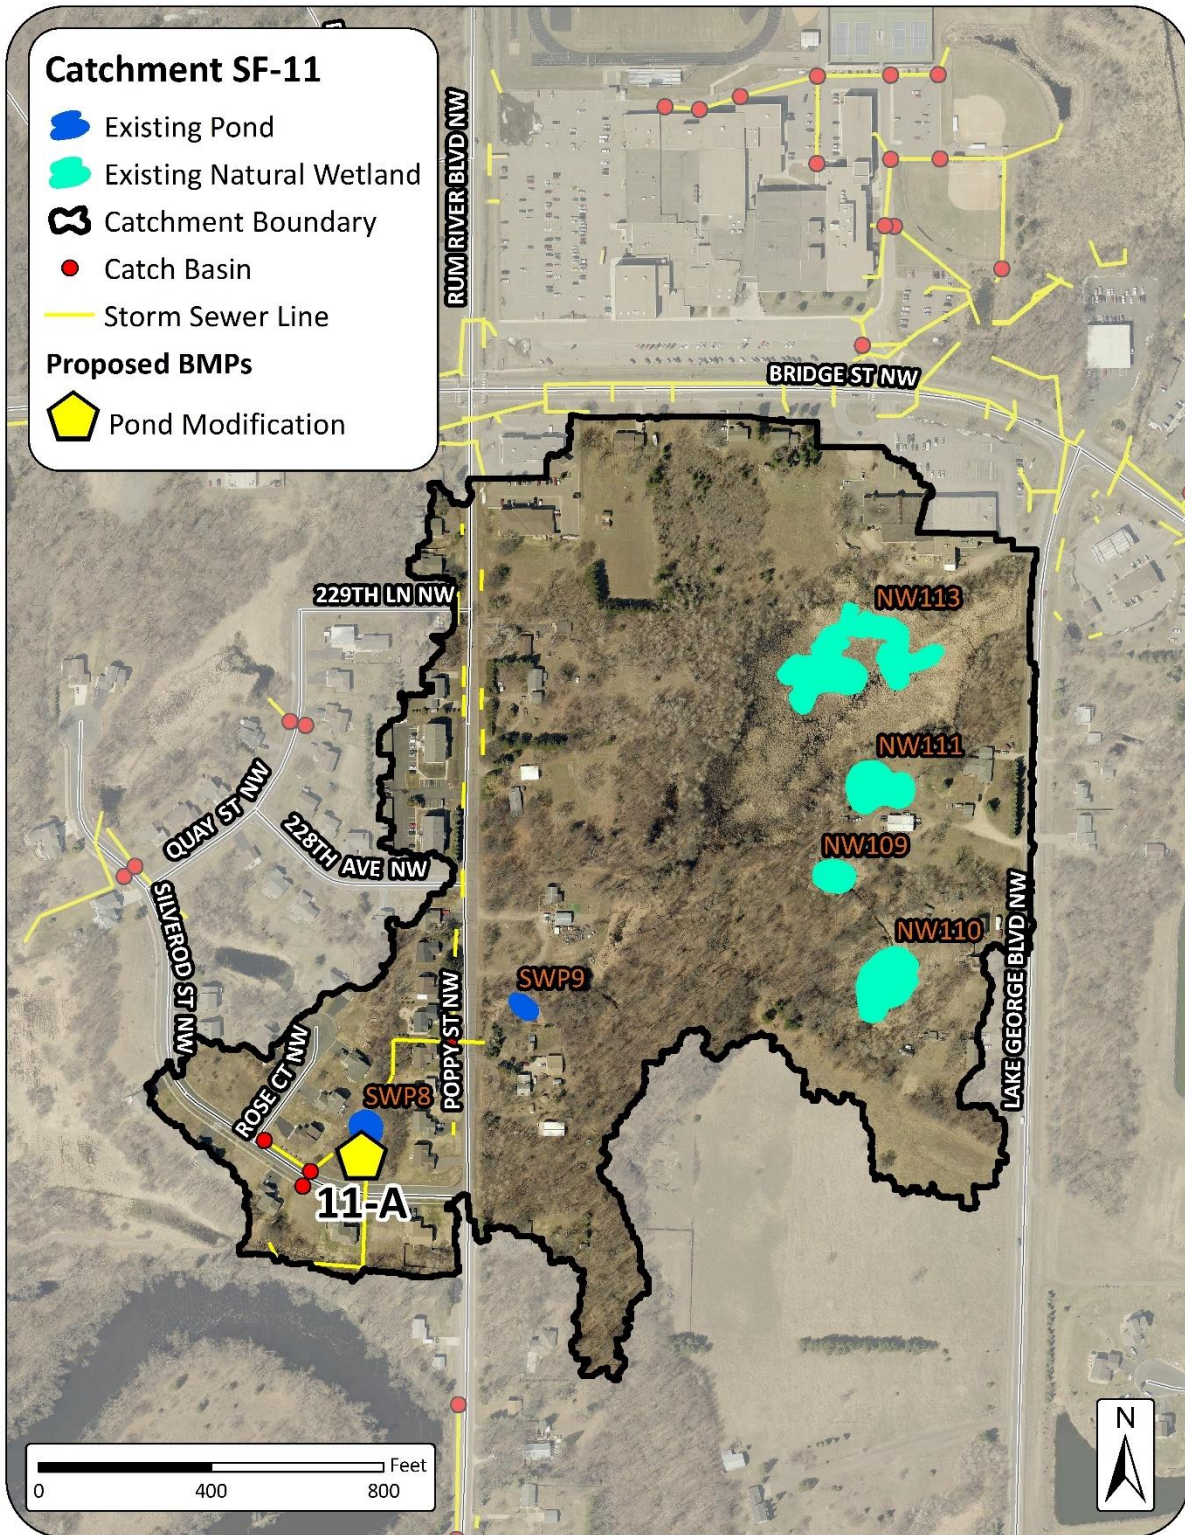 Catchment SF-11
Existing Pond
Existing Natural Wetland
Catchment Boundary
Catch Basin
Storm Sewer Line
Proposed BMPs
Pond Modification
RUM RIVER BLVD NW
BRIDGE ST NW
229TH LN NW
NW113
NW111
QUAY ST NW
228TH AVE NW
NW109
SILVEROD ST NW
NW110
LAKE GEORGE BLVD NW
SWP9
POPPY ST NW
ROSE CT NW
SWP8
11-A
N
Feet
0 400 800